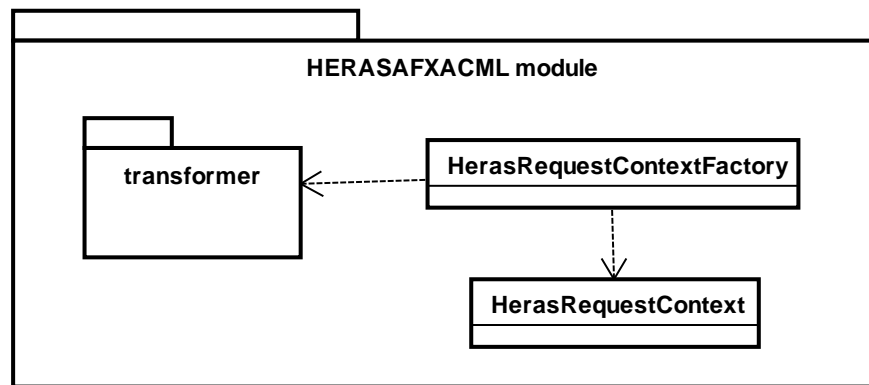 HERASAFXACML module
transformer
HerasRequestContextFactory
HerasRequestContext